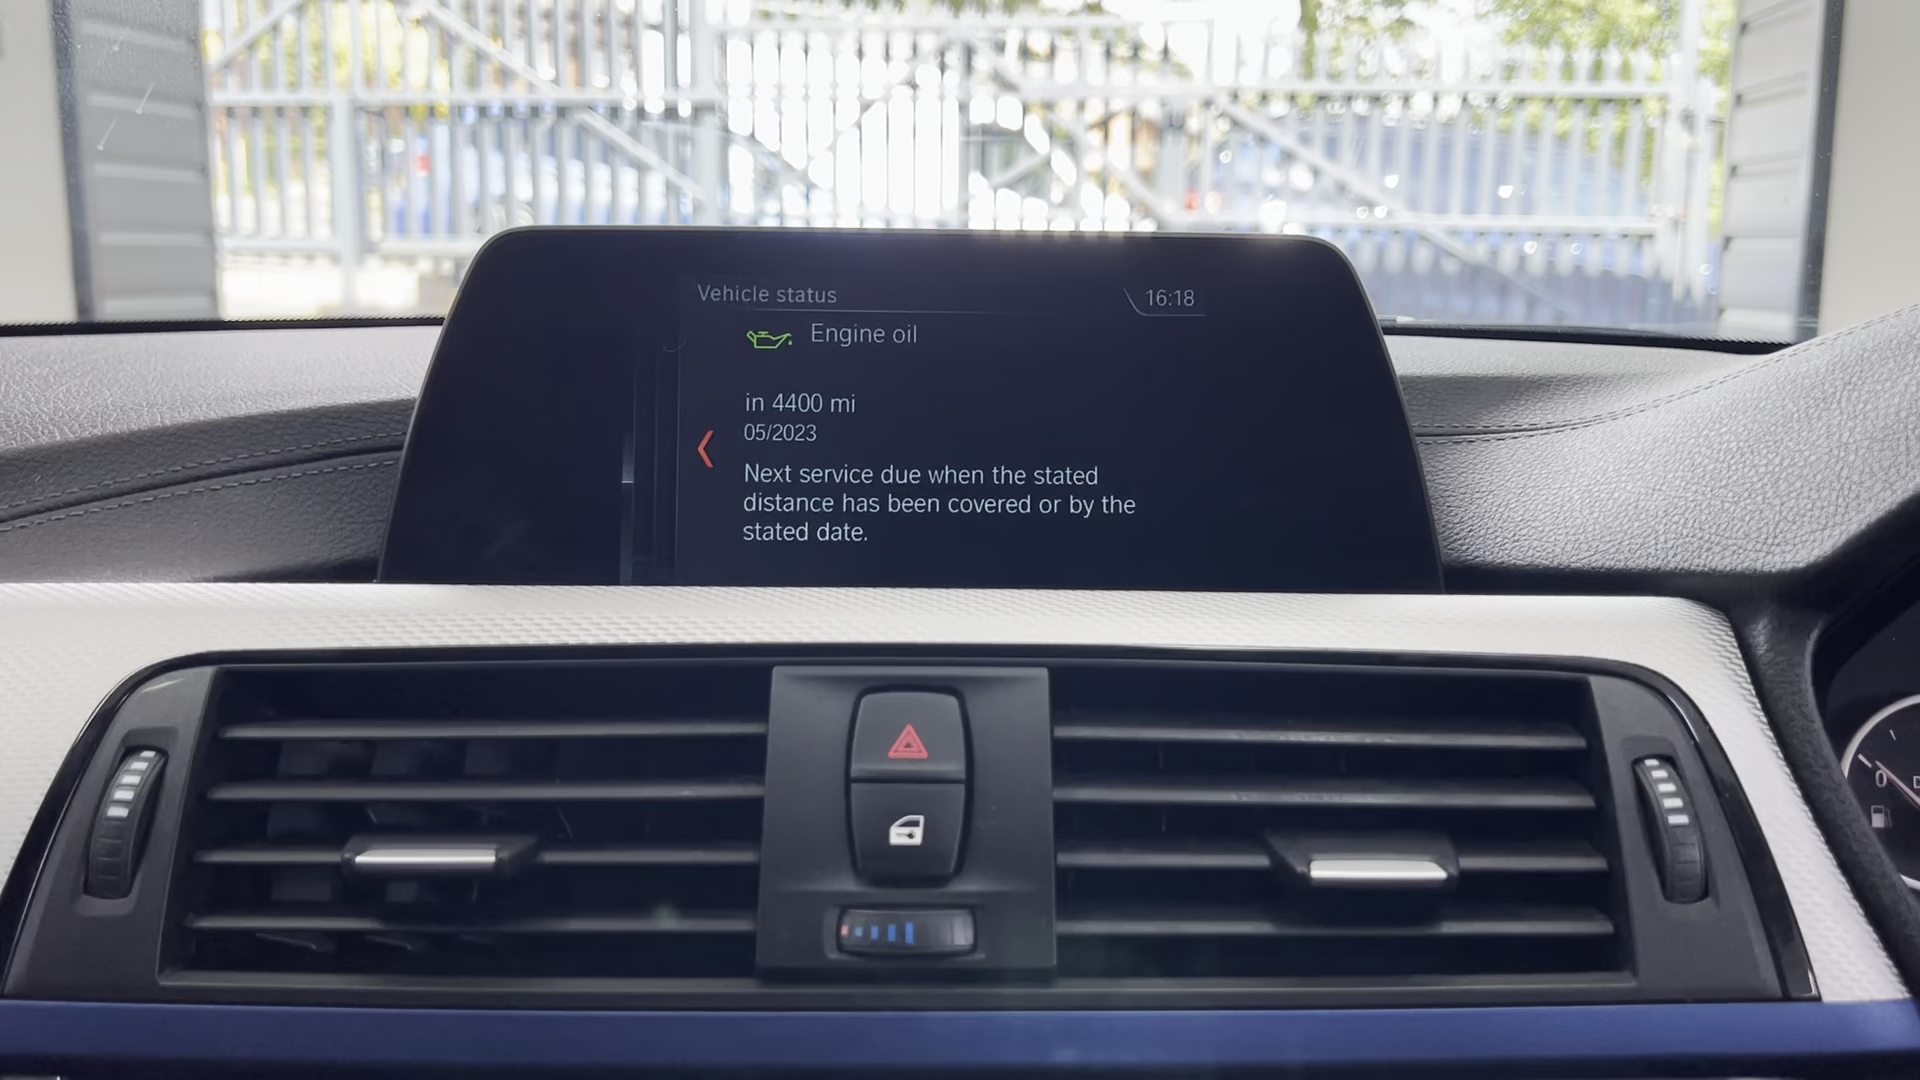 Vehicle status
16:18
Engine oil
in 4400 mi
05/2023
Next service due when the stated
distance has been covered or by the
stated date.
0